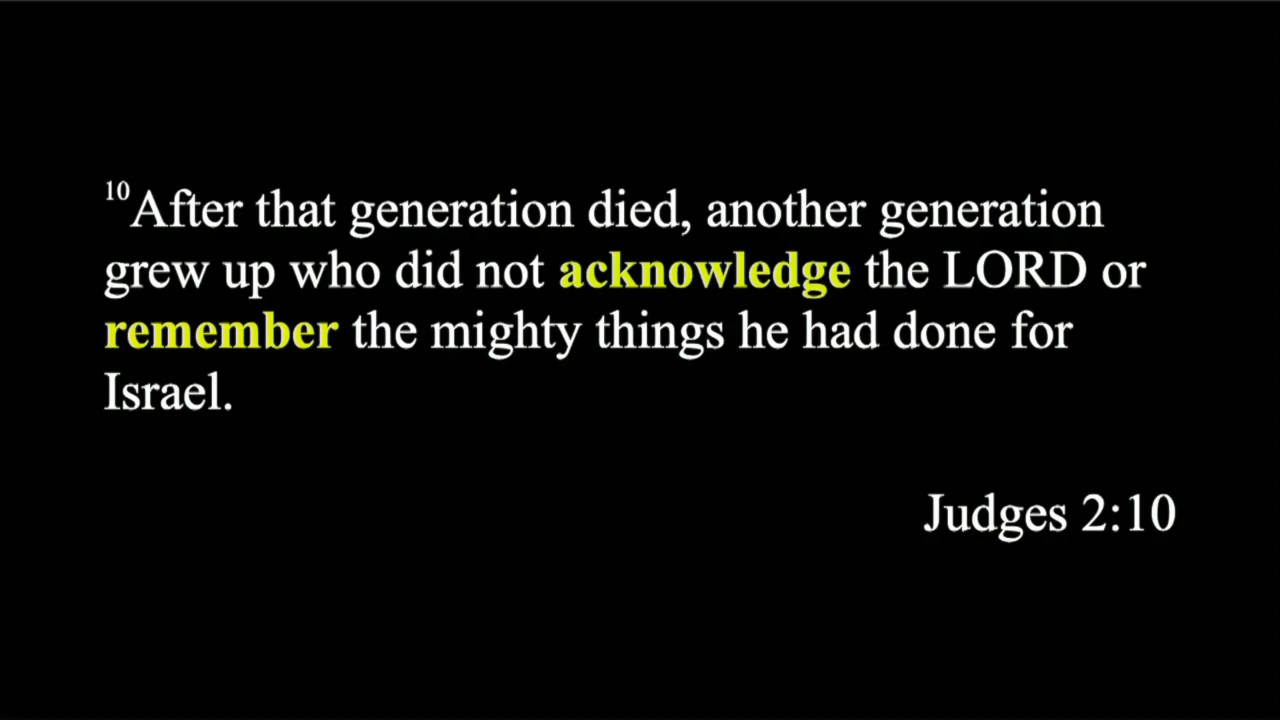 10After that generation died, another generation
grew up who did not acknowledge the LORD or
remember the mighty things he had done for
Israel.
Judges 2:10